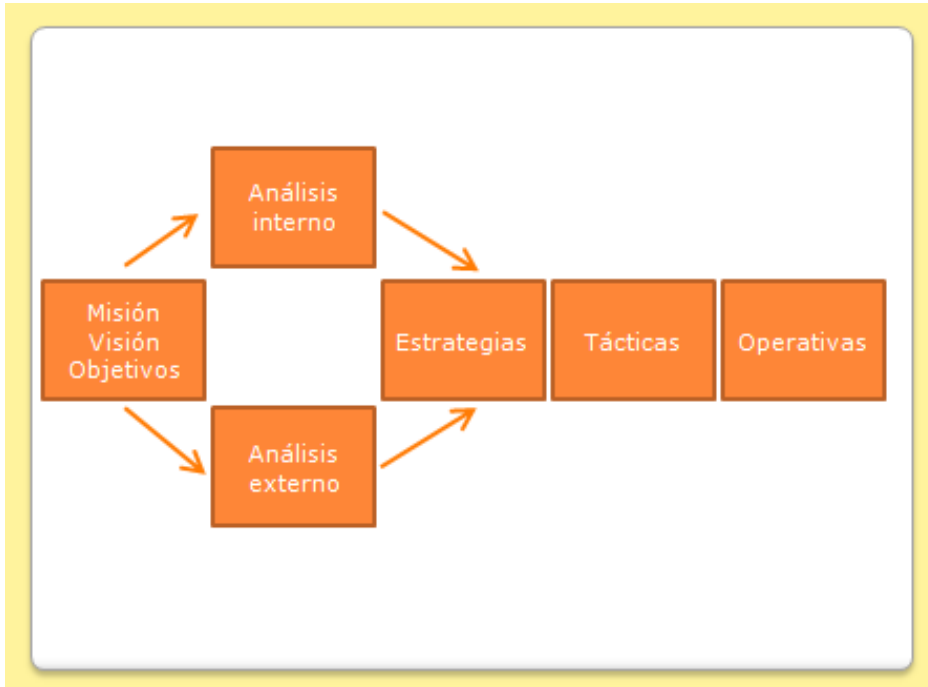 Análisis
interno
Misión
Visión
Objetivos
Estrategias
Tácticas
Operativas
Análisis
externo